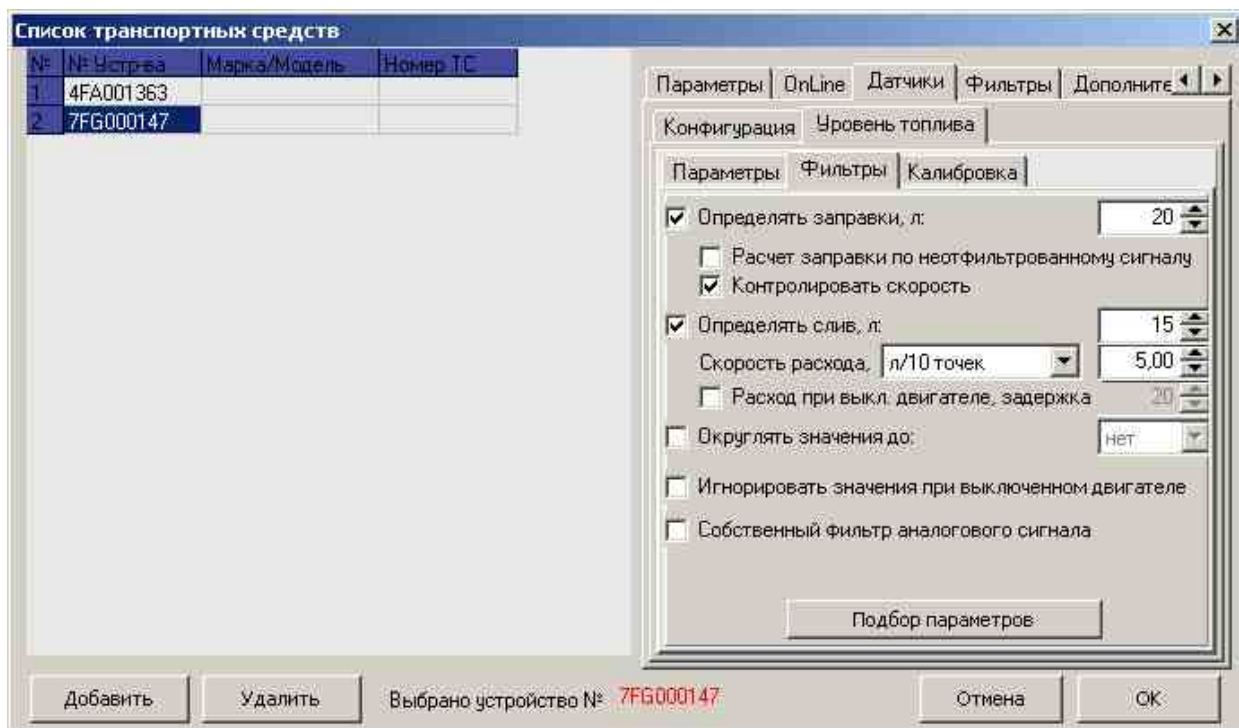 Список транспортных средств
№ № Устр-ва Марка/Модель Номер ТС
1 4FA001363
2 7FG000147
Параметры OnLine Датчики Фильтры Дополните
Конфигурация Уровень топлива
Параметры Фильтры Калибровка
Определять заправки, л: 20
Расчет заправки по неотфильтрованному сигналу
Контролировать скорость
Определять слив, л: 15
Скорость расхода, л/10 точек 5,00
Расход при выкл. двигателе, задержка 20
Округлять значения до: нет
Игнорировать значения при выключенном двигателе
Собственный фильтр аналогового сигнала
Подбор параметров
Добавить Удалить Выбрано устройство № 7FG000147 Отмена OK